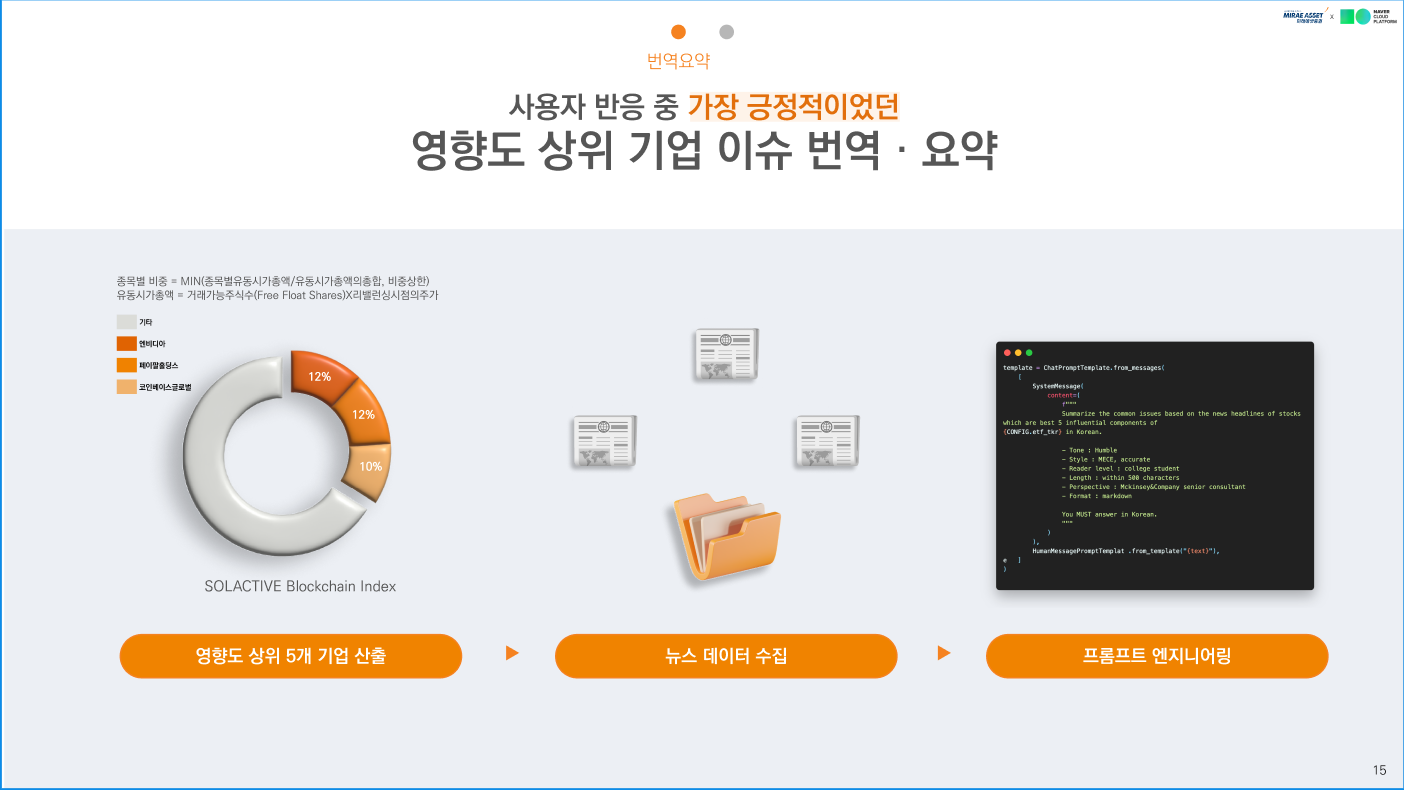 MIRAE ASSET
미래에셋증권
X
NAVER
CLOUD
PLATFORM
번역요약
사용자 반응 중 가장 긍정적이었던
영향도 상위 기업 이슈 번역 · 요약
종목별 비중 = MIN(종목별유동시가총액/유동시가총액의총합, 비중상한)
유동시가총액 = 거래가능주식수(Free Float Shares)X리밸런싱시점의주가
기타
엔비디아
페이팔홀딩스
코인베이스글로벌
12%
12%
10%
SOLACTIVE Blockchain Index
template = ChatPromptTemplate.from_messages(
[
SystemMessage(
content=(
f"""
Summarize the common issues based on the news headlines of stocks
which are best 5 influential components of
{CONFIG.etf_tkr} in Korean.
- Tone : Humble
- Style : MECE, accurate
- Reader level : college student
- Length : within 500 characters
- Perspective : Mckinsey&Company senior consultant
- Format : markdown
You MUST answer in Korean.
"""
)
),
HumanMessagePromptTemplat .from_template("{text}"),
e ]
)
영향도 상위 5개 기업 산출
뉴스 데이터 수집
프롬프트 엔지니어링
15